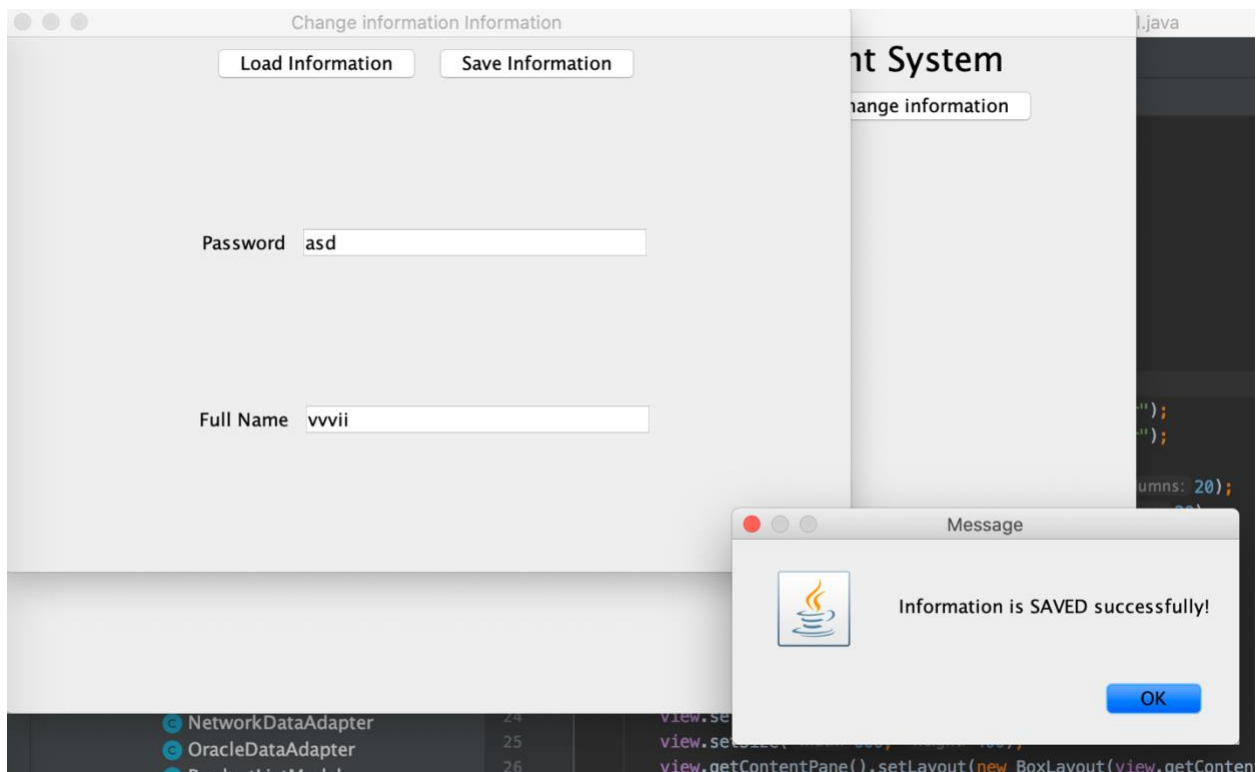 Change information Information
l.java
Load Information
Save Information
nt System
hange information
Password
asd
Full Name
vvvii
");
");
umns: 20);
Message
Information is SAVED successfully!
OK
NetworkDataAdapter
24
view.se
OracleDataAdapter
25
26
view.getContentPane().setLayout(new BoxLayout(view.getConten